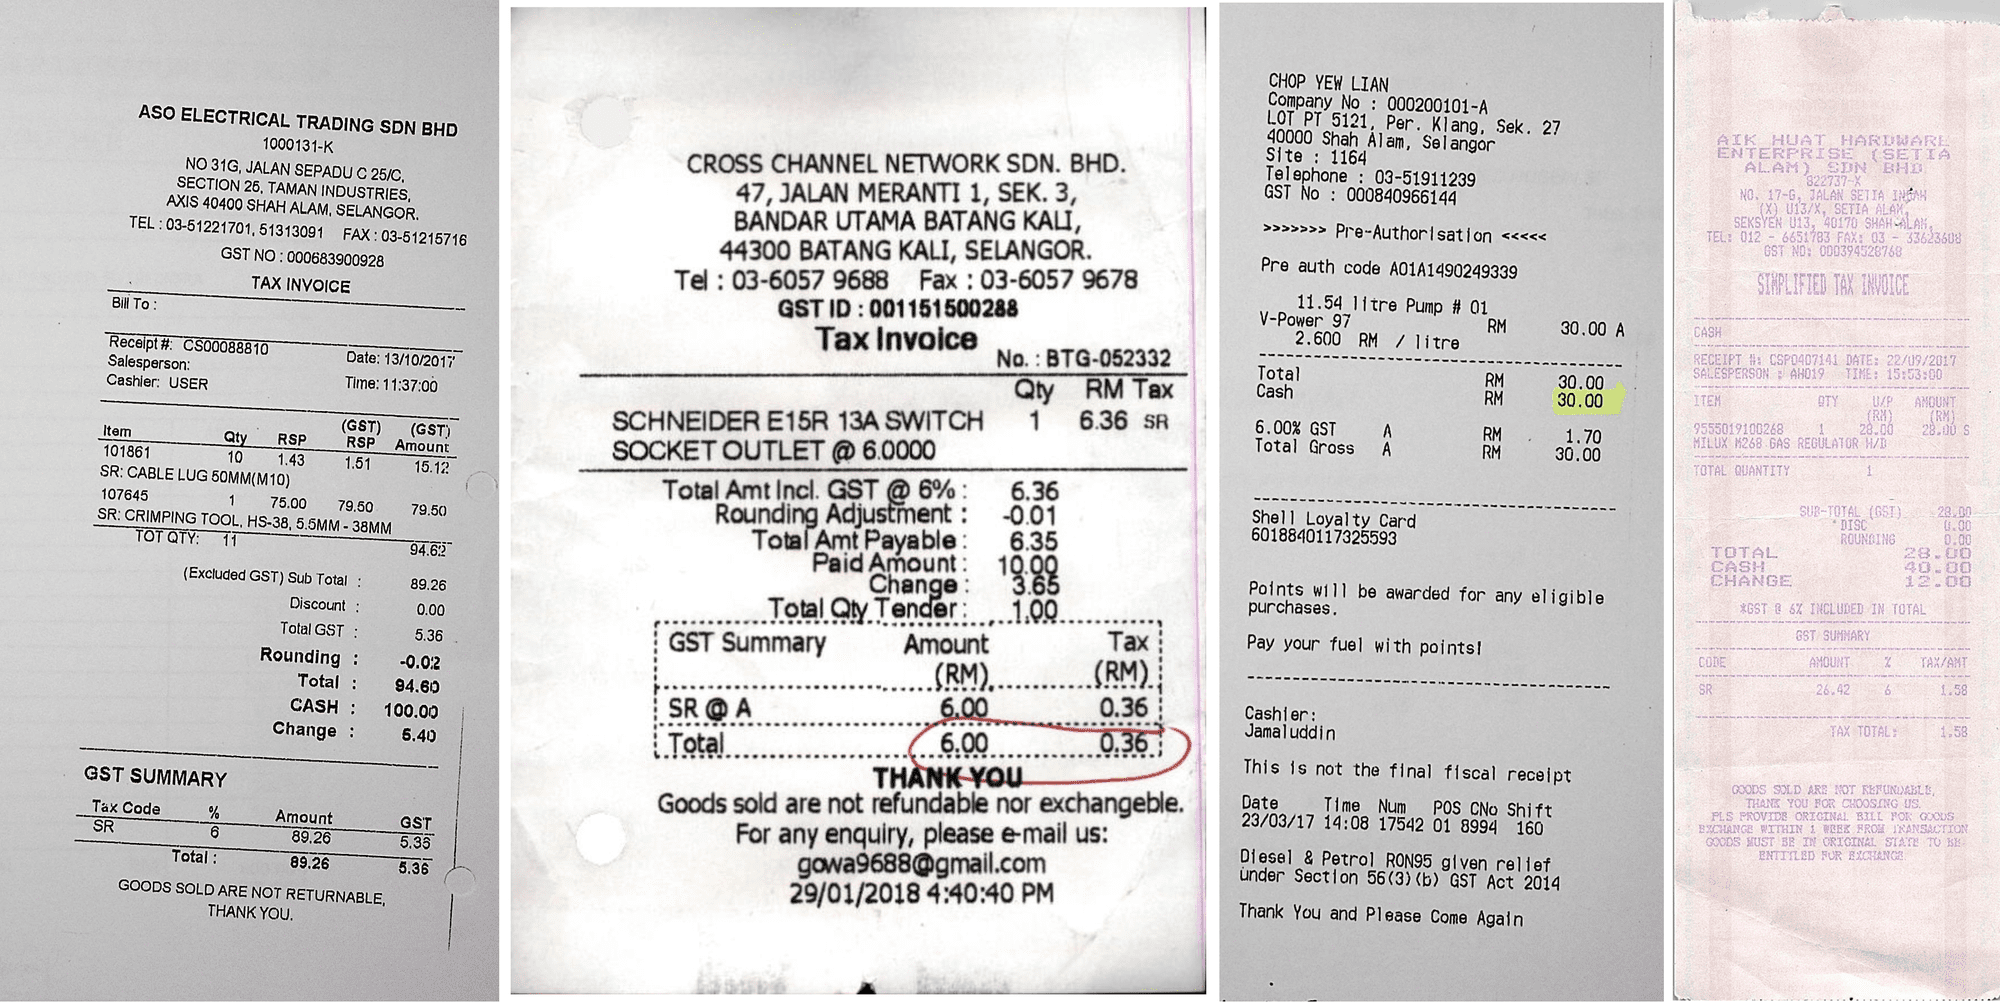 ASO ELECTRICAL TRADING SDN BHD
1000131-K
NO 31G, JALAN SEPADU C 25/C,
SECTION 25, TAMAN INDUSTRIES,
AXIS 40400 SHAH ALAM, SELANGOR.
TEL : 03-51221701, 51313091 FAX : 03-51215716
GST NO : 000683900928
TAX INVOICE
Bill To :
Receipt #: CS00088810 Date: 13/10/2017
Salesperson:
Cashier: USER Time: 11:37:00
(GST) (GST)
Item Qty RSP RSP Amount
101861 10 1.43 1.51 15.12
SR: CABLE LUG 50MM(M10)
107645 1 75.00 79.50 79.50
SR: CRIMPING TOOL, HS-38, 5.5MM - 38MM
TOT QTY: 11 94.62
(Excluded GST) Sub Total : 89.26
Discount : 0.00
Total GST : 5.36
Rounding : -0.02
Total : 94.60
CASH : 100.00
Change : 5.40
GST SUMMARY
Tax Code % Amount GST
SR 6 89.26 5.36
Total : 89.26 5.36
GOODS SOLD ARE NOT RETURNABLE,
THANK YOU.
CROSS CHANNEL NETWORK SDN. BHD.
47, JALAN MERANTI 1, SEK. 3,
BANDAR UTAMA BATANG KALI,
44300 BATANG KALI, SELANGOR.
Tel : 03-6057 9688 Fax : 03-6057 9678
GST ID : 001151500288
Tax Invoice
No. : BTG-052332
Qty RM Tax
SCHNEIDER E15R 13A SWITCH 1 6.36 SR
SOCKET OUTLET @ 6.0000
Total Amt Incl. GST @ 6% : 6.36
Rounding Adjustment : -0.01
Total Amt Payable : 6.35
Paid Amount : 10.00
Change : 3.65
Total Qty Tender : 1.00
GST Summary Amount Tax
(RM) (RM)
SR @ A 6.00 0.36
Total 6.00 0.36
THANK YOU
Goods sold are not refundable nor exchangeble.
For any enquiry, please e-mail us:
gowa9688@gmail.com
29/01/2018 4:40:40 PM
CHOP YEW LIAN
Company No : 000200101-A
LOT PT 5121, Per. Klang, Sek. 27
40000 Shah Alam, Selangor
Site : 1164
Telephone : 03-51911239
GST No : 000840966144
>>>>>>> Pre-Authorisation <<<<<
Pre auth code A01A1490249339
11.54 litre Pump # 01
V-Power 97 RM 30.00 A
2.600 RM / litre
Total RM 30.00
Cash RM 30.00
6.00% GST A RM 1.70
Total Gross A RM 30.00
Shell Loyalty Card
6018840117325593
Points will be awarded for any eligible
purchases.
Pay your fuel with points!
Cashier:
Jamaluddin
This is not the final fiscal receipt
Date Time Num POS CNo Shift
23/03/17 14:08 17542 01 8994 160
Diesel & Petrol RON95 given relief
under Section 56(3)(b) GST Act 2014
Thank You and Please Come Again
AIK HUAT HARDWARE
ENTERPRISE (SETIA
ALAM) SDN BHD
822737-X
NO. 17-G, JALAN SETIA INDAH
(X) U13/X, SETIA ALAM,
SEKSYEN U13, 40170 SHAH ALAM,
TEL: 012 - 6651783 FAX: 03 - 33623608
GST NO: 000394528768
SIMPLIFIED TAX INVOICE
CASH
RECEIPT #: CSP0407141 DATE: 22/09/2017
SALESPERSON : AH019 TIME: 15:53:00
ITEM QTY U/P AMOUNT
(RM) (RM)
9555019100268 1 28.00 28.00 S
MILUX M268 GAS REGULATOR H/D
TOTAL QUANTITY 1
SUB-TOTAL (GST) 28.00
DISC 0.00
ROUNDING 0.00
TOTAL 28.00
CASH 40.00
CHANGE 12.00
*GST @ 6% INCLUDED IN TOTAL
GST SUMMARY
CODE AMOUNT % TAX/AMT
SR 26.42 6 1.58
TAX TOTAL: 1.58
GOODS SOLD ARE NOT REFUNDABLE,
THANK YOU FOR CHOOSING US.
PLS PROVIDE ORIGINAL BILL FOR GOODS
EXCHANGE WITHIN 1 WEEK FROM TRANSACTION
GOODS MUST BE IN ORIGINAL STATE TO BE
ENTITLED FOR EXCHANGE.